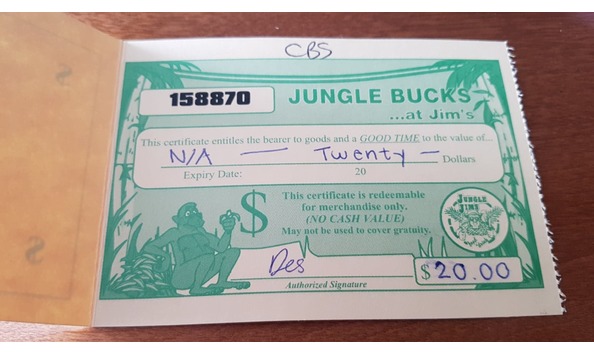 CBS
158870
JUNGLE BUCKS
...at Jim's
This certificate entitles the bearer to goods and a GOOD TIME to the value of...
N/A — Twenty — Dollars
Expiry Date: 20
$
This certificate is redeemable
for merchandise only.
(NO CASH VALUE)
May not be used to cover gratuity.
JUNGLE
JIMS
Des
$20.00
Authorized Signature